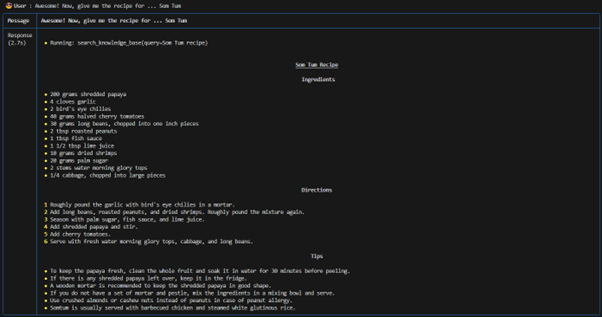 User : Awesome! Now, give me the recipe for ... Som Tum
Message Awesome! Now, give me the recipe for ... Som Tum
Response
(2.7s)
• Running: search_knowledge_base(query=Som Tum recipe)
Som Tum Recipe
Ingredients
• 200 grams shredded papaya
• 4 cloves garlic
• 2 bird's eye chilies
• 40 grams halved cherry tomatoes
• 30 grams long beans, chopped into one inch pieces
• 2 tbsp roasted peanuts
• 1 tbsp fish sauce
• 1 1/2 tbsp lime juice
• 10 grams dried shrimps
• 20 grams palm sugar
• 2 stems water morning glory tops
• 1/4 cabbage, chopped into large pieces
Directions
1 Roughly pound the garlic with bird's eye chilies in a mortar.
2 Add long beans, roasted peanuts, and dried shrimps. Roughly pound the mixture again.
3 Season with palm sugar, fish sauce, and lime juice.
4 Add shredded papaya and stir.
5 Add cherry tomatoes.
6 Serve with fresh water morning glory tops, cabbage, and long beans.
Tips
• To keep the papaya fresh, clean the whole fruit and soak it in water for 30 minutes before peeling.
• If there is any shredded papaya left over, keep it in the fridge.
• A wooden mortar is recommended to keep the shredded papaya in good shape.
• If you do not have a set of mortar and pestle, mix the ingredients in a mixing bowl and serve.
• Use crushed almonds or cashew nuts instead of peanuts in case of peanut allergy.
• Somtum is usually served with barbecued chicken and steamed white glutinous rice.